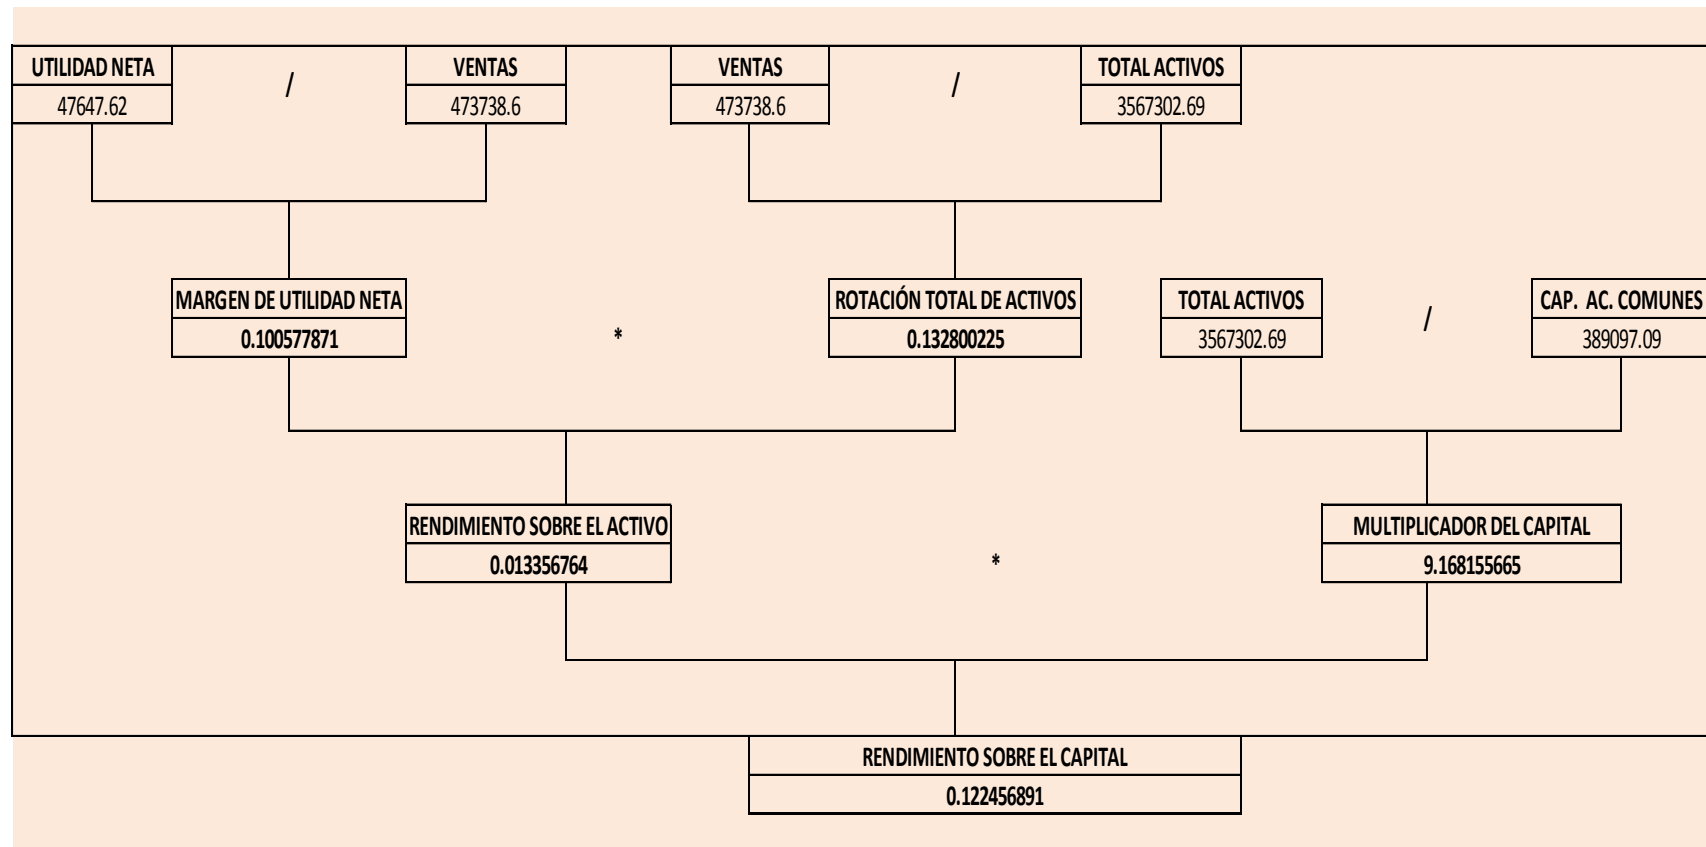 UTILIDAD NETA / VENTAS VENTAS / TOTAL ACTIVOS
47647.62 473738.6 473738.6 3567302.69
MARGEN DE UTILIDAD NETA ROTACIÓN TOTAL DE ACTIVOS TOTAL ACTIVOS / CAP. AC. COMUNES
0.100577871 * 0.132800225 3567302.69 389097.09
RENDIMIENTO SOBRE EL ACTIVO MULTIPLICADOR DEL CAPITAL
0.013356764 * 9.168155665
RENDIMIENTO SOBRE EL CAPITAL
0.122456891